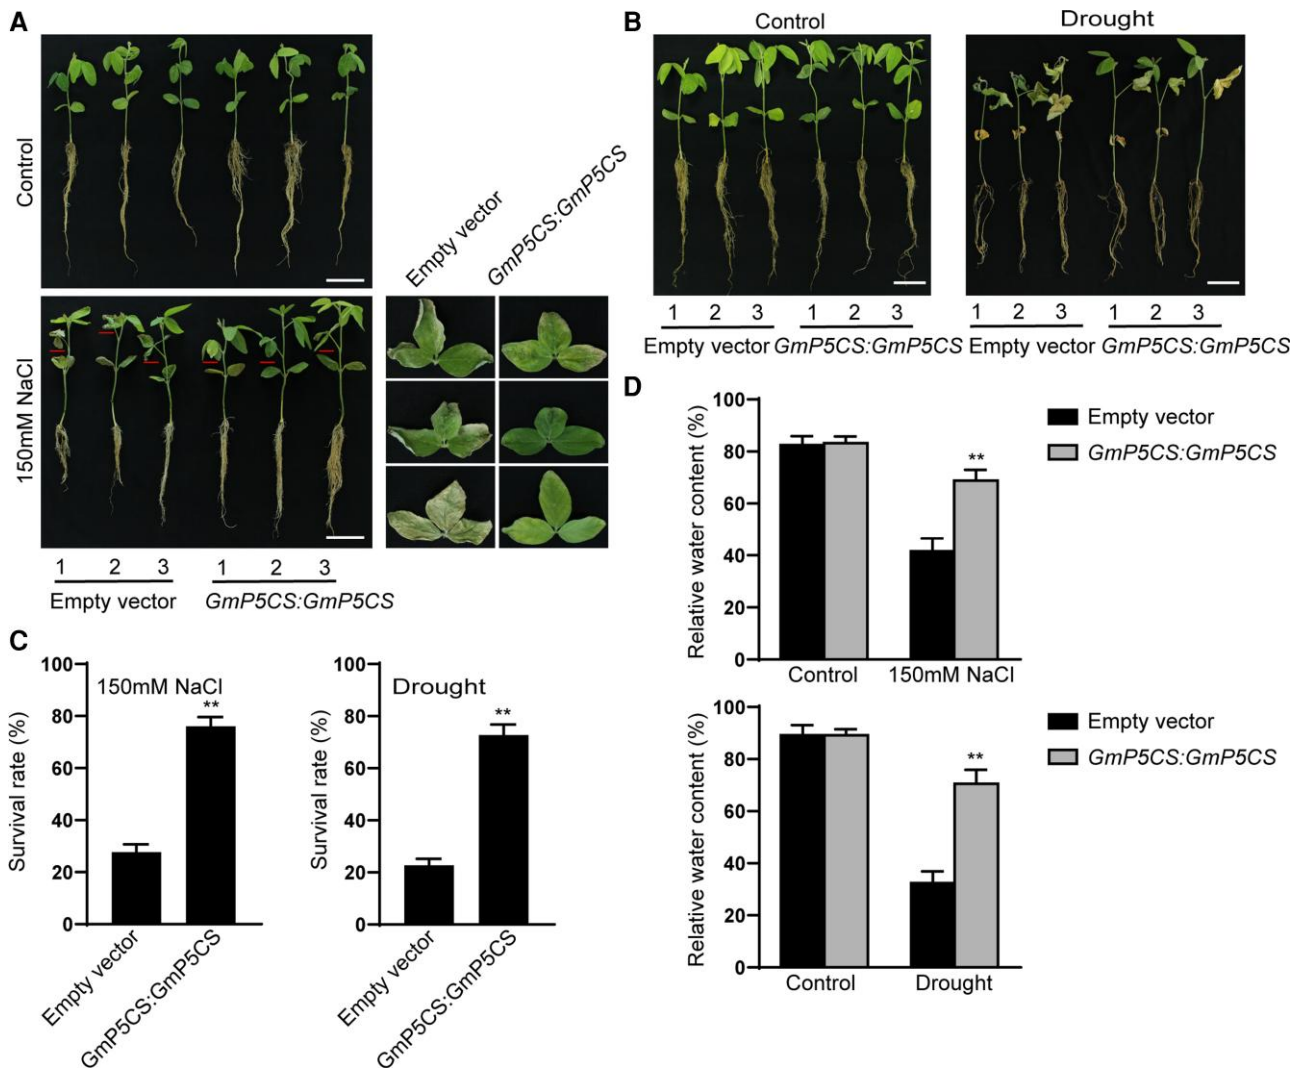 A
Control
150mM NaCl
Empty vector
GmP5CS:GmP5CS
1 2 3 1 2 3
Empty vector GmP5CS:GmP5CS
B
Control Drought
1 2 3 1 2 3 1 2 3 1 2 3
Empty vector GmP5CS:GmP5CS Empty vector GmP5CS:GmP5CS
C
Survival rate (%)
100
80
60
40
20
0
150mM NaCl
**
Empty vector
GmP5CS:GmP5CS
Survival rate (%)
100
80
60
40
20
0
Drought
**
Empty vector
GmP5CS:GmP5CS
D
Relative water content (%)
100
80
60
40
20
0
**
Control 150mM NaCl
Empty vector
GmP5CS:GmP5CS
Relative water content (%)
100
80
60
40
20
0
**
Control Drought
Empty vector
GmP5CS:GmP5CS